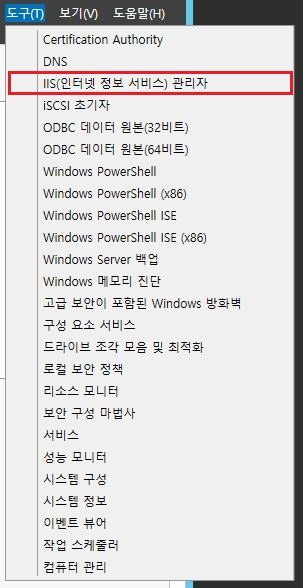 도구(T) 보기(V) 도움말(H)
Certification Authority
DNS
IIS(인터넷 정보 서비스) 관리자
iSCSI 초기자
ODBC 데이터 원본(32비트)
ODBC 데이터 원본(64비트)
Windows PowerShell
Windows PowerShell (x86)
Windows PowerShell ISE
Windows PowerShell ISE (x86)
Windows Server 백업
Windows 메모리 진단
고급 보안이 포함된 Windows 방화벽
구성 요소 서비스
드라이브 조각 모음 및 최적화
로컬 보안 정책
리소스 모니터
보안 구성 마법사
서비스
성능 모니터
시스템 구성
시스템 정보
이벤트 뷰어
작업 스케줄러
컴퓨터 관리